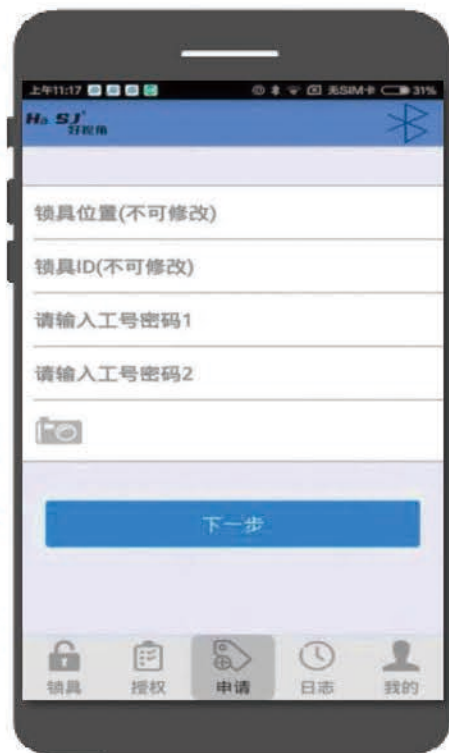 上午11:17 无SIM卡 31%
Ha SJ
好视角
锁具位置(不可修改)
锁具ID(不可修改)
请输入工号密码1
请输入工号密码2
下一步
锁具 授权 申请 日志 我的